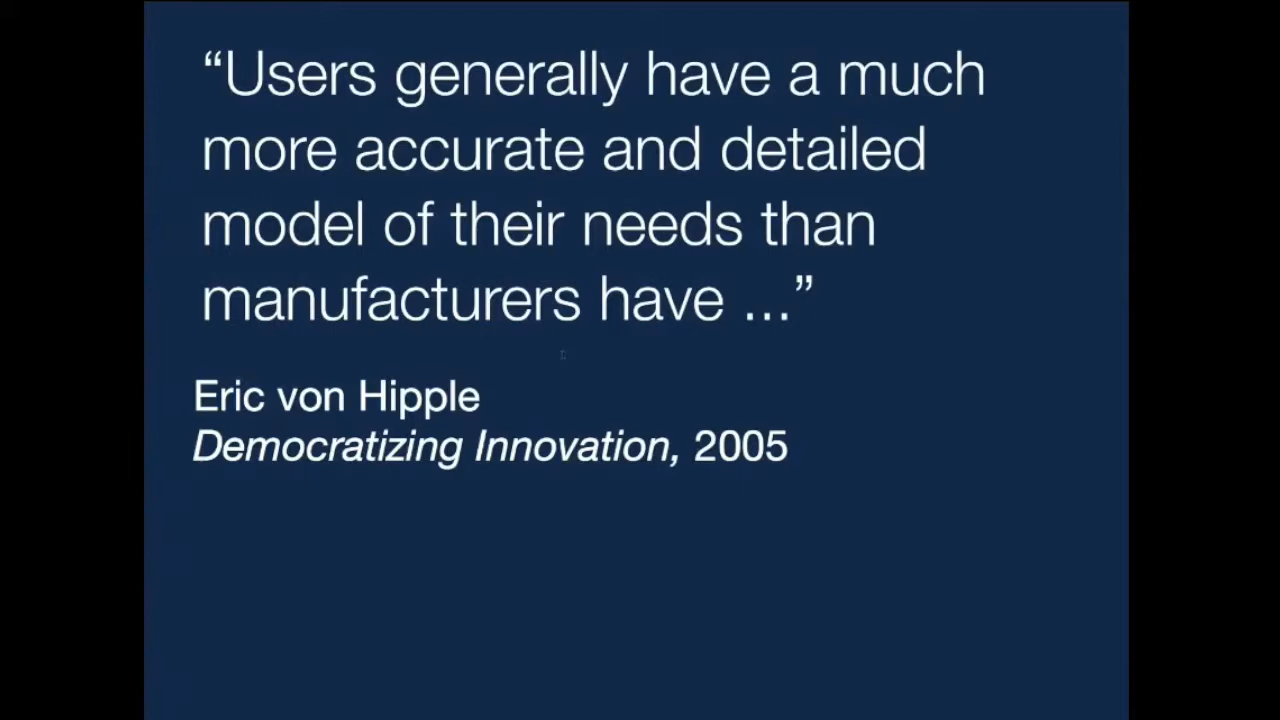 “Users generally have a much
more accurate and detailed
model of their needs than
manufacturers have ...”
Eric von Hipple
Democratizing Innovation, 2005